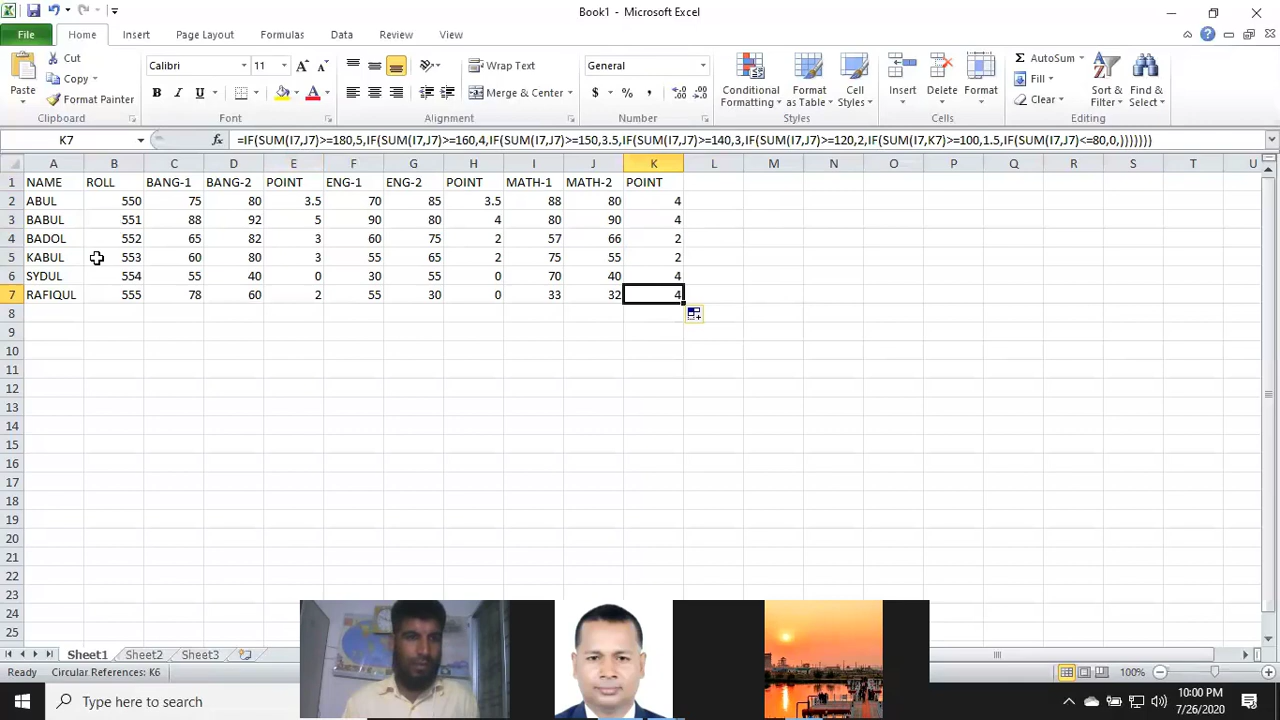 Book1 - Microsoft Excel
File Home Insert Page Layout Formulas Data Review View
Paste Cut Copy Format Painter Clipboard
Calibri 11 A A B I U A Font
Wrap Text Merge & Center Alignment
General $ % , Number
Conditional Formatting Format as Table Cell Styles Styles
Insert Delete Format Cells
Σ AutoSum Fill Clear Sort & Filter Find & Select Editing
K7 fx =IF(SUM(I7,J7)>=180,5,IF(SUM(I7,J7)>=160,4,IF(SUM(I7,J7)>=150,3.5,IF(SUM(I7,J7)>=140,3,IF(SUM(I7,J7)>=120,2,IF(SUM(I7,K7)>=100,1.5,IF(SUM(I7,J7)<=80,0,)))))))
A B C D E F G H I J K L M N O P Q R S T U
1 NAME ROLL BANG-1 BANG-2 POINT ENG-1 ENG-2 POINT MATH-1 MATH-2 POINT
2 ABUL 550 75 80 3.5 70 85 3.5 88 80 4
3 BABUL 551 88 92 5 90 80 4 80 90 4
4 BADOL 552 65 82 3 60 75 2 57 66 2
5 KABUL 553 60 80 3 55 65 2 75 55 2
6 SYDUL 554 55 40 0 30 55 0 70 40 4
7 RAFIQUL 555 78 60 2 55 30 0 33 32 4
8
9
10
11
12
13
14
15
16
17
18
19
20
21
22
23
24
25
Sheet1 Sheet2 Sheet3
Ready Circular References: K6 100%
Type here to search
10:00 PM
7/26/2020